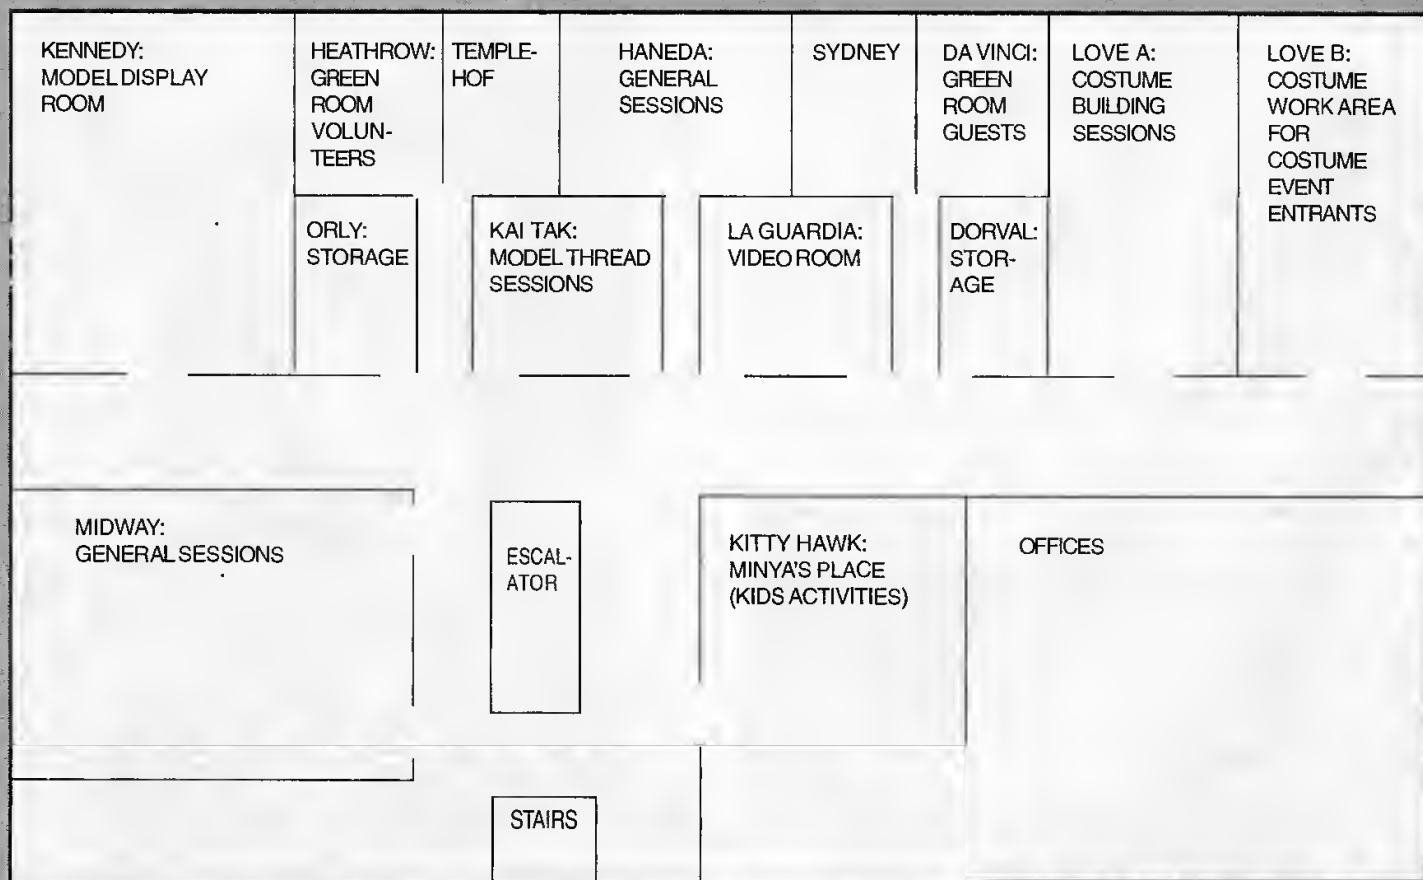 KENNEDY:
MODEL DISPLAY
ROOM
HEATHROW:
GREEN
ROOM
VOLUN-
TEERS
TEMPLE-
HOF
HANEDA:
GENERAL
SESSIONS
SYDNEY
DA VINCI:
GREEN
ROOM
GUESTS
LOVE A:
COSTUME
BUILDING
SESSIONS
LOVE B:
COSTUME
WORK AREA
FOR
COSTUME
EVENT
ENTRANTS
ORLY:
STORAGE
KAI TAK:
MODEL THREAD
SESSIONS
LA GUARDIA:
VIDEO ROOM
DORVAL:
STOR-
AGE
MIDWAY:
GENERAL SESSIONS
ESCAL-
ATOR
KITTY HAWK:
MINYA'S PLACE
(KIDS ACTIVITIES)
OFFICES
STAIRS